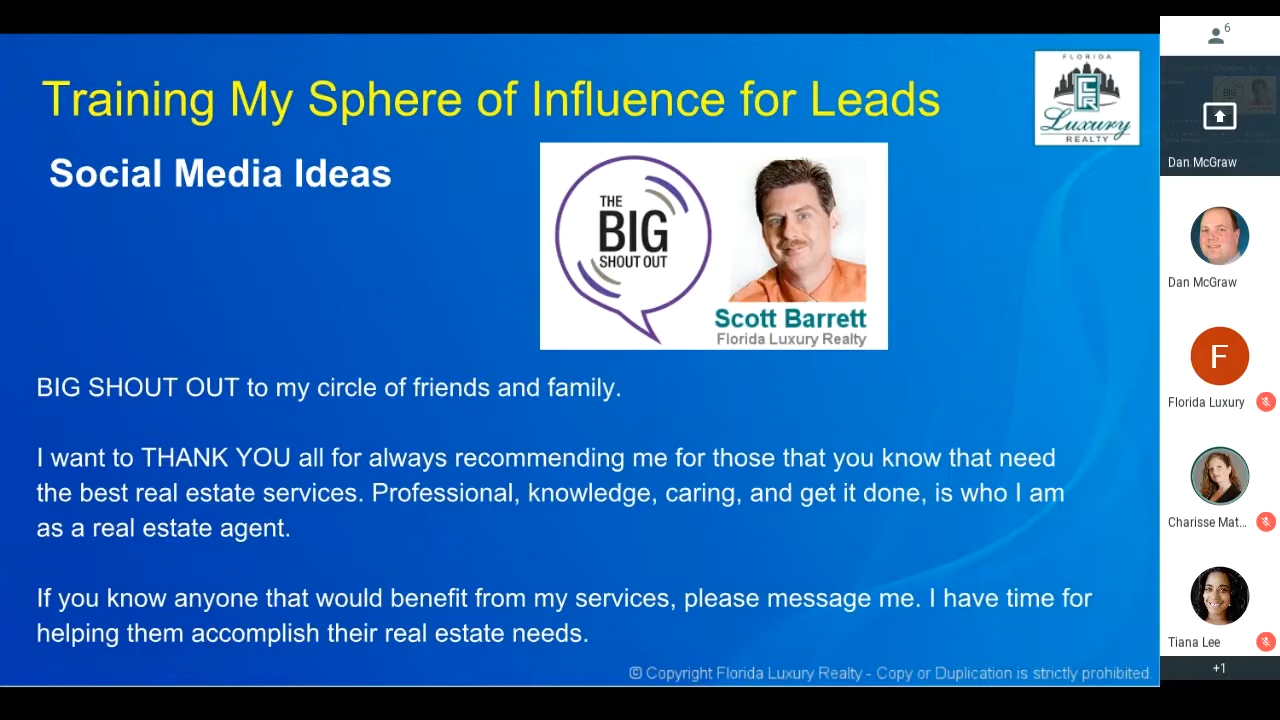 Training My Sphere of Influence for Leads
FLORIDA
FLR
Luxury
REALTY
Social Media Ideas
THE
BIG
SHOUT OUT
Scott Barrett
Florida Luxury Realty
BIG SHOUT OUT to my circle of friends and family.
I want to THANK YOU all for always recommending me for those that you know that need
the best real estate services. Professional, knowledge, caring, and get it done, is who I am
as a real estate agent.
If you know anyone that would benefit from my services, please message me. I have time for
helping them accomplish their real estate needs.
© Copyright Florida Luxury Realty - Copy or Duplication is strictly prohibited.
6
Dan McGraw
Dan McGraw
F
Florida Luxury
Charisse Mat...
Tiana Lee
+1